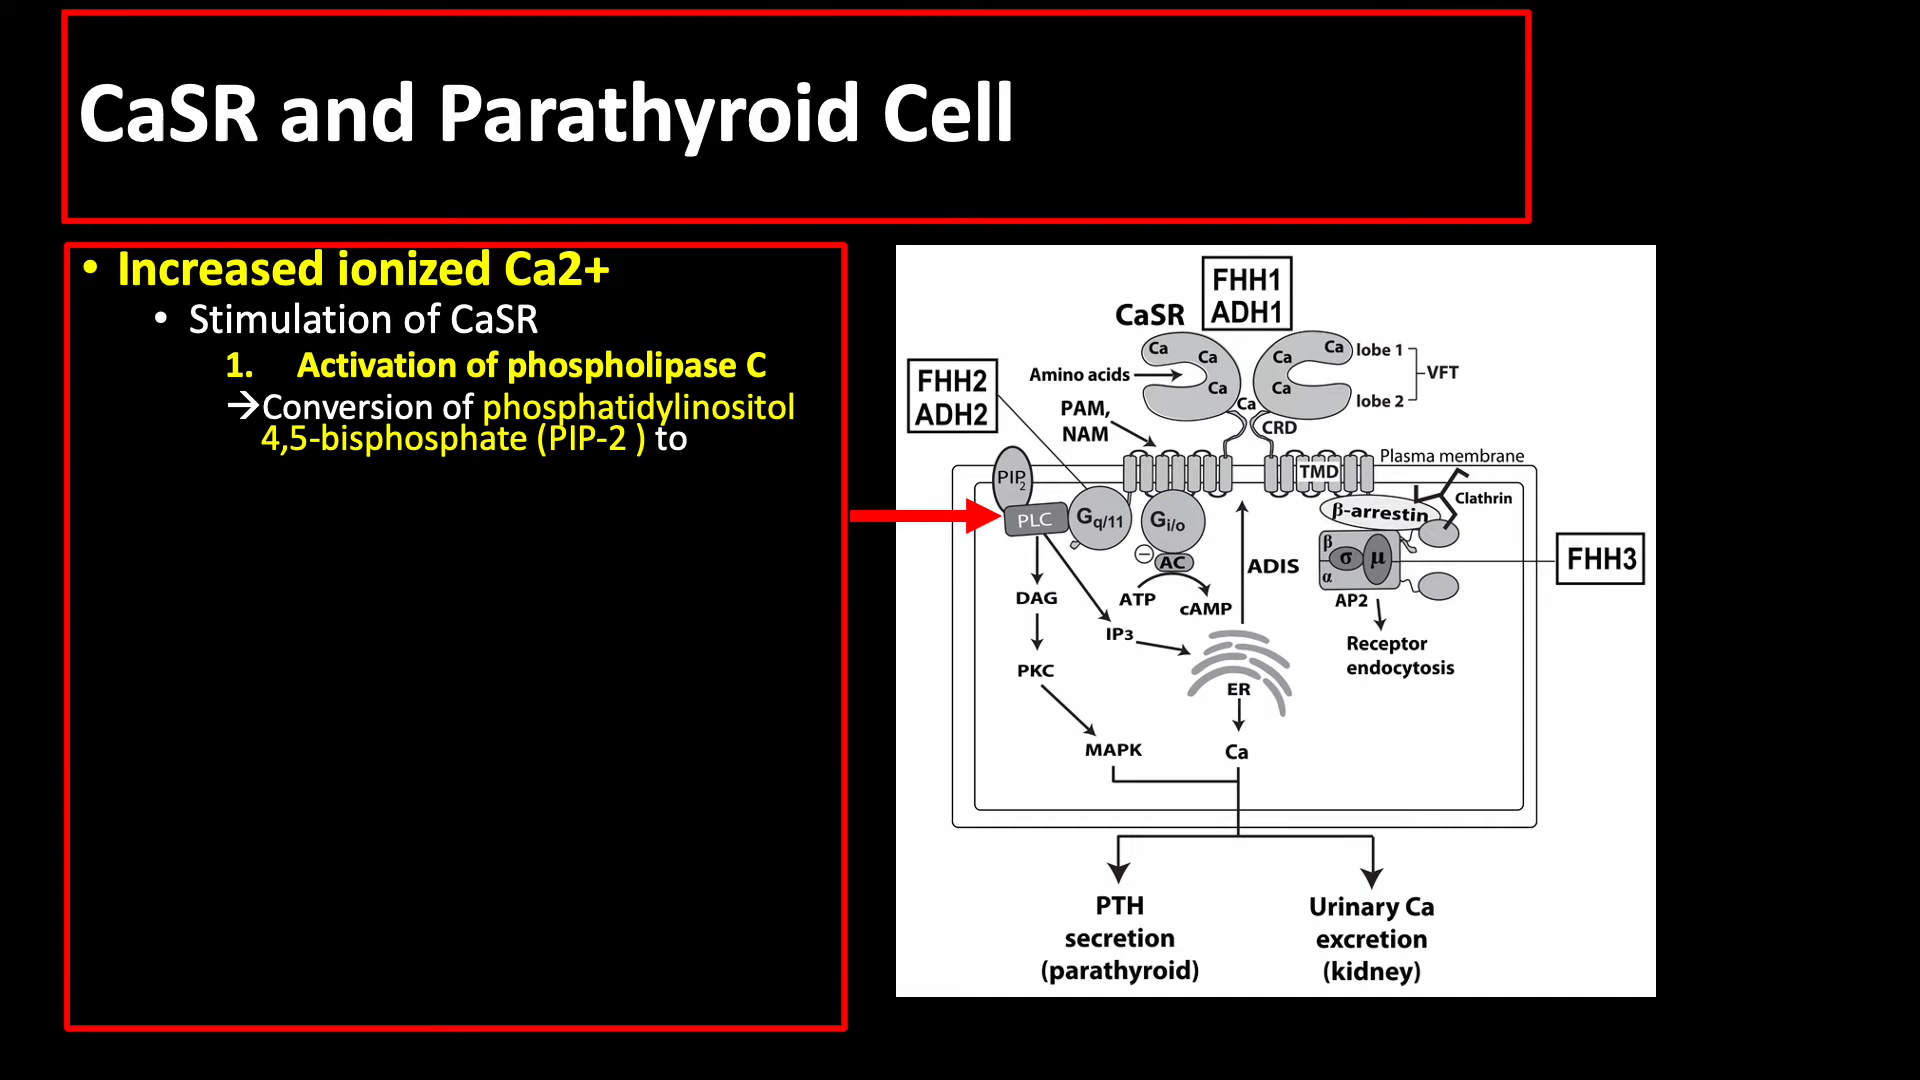 CaSR and Parathyroid Cell
• Increased ionized Ca2+
• Stimulation of CaSR
1. Activation of phospholipase C
→Conversion of phosphatidylinositol
4,5-bisphosphate (PIP-2 ) to
FHH1
ADH1
CaSR
Ca
Ca
Ca
Ca
Ca
Ca
Ca
lobe 1
lobe 2
VFT
Amino acids
FHH2
ADH2
PAM,
NAM
CRD
TMD
Plasma membrane
Clathrin
β-arrestin
PIP2
PLC
Gq/11
Gi/o
−
AC
ATP
cAMP
ADIS
β
σ
μ
α
AP2
FHH3
DAG
IP3
Receptor
endocytosis
PKC
ER
MAPK
Ca
PTH
secretion
(parathyroid)
Urinary Ca
excretion
(kidney)